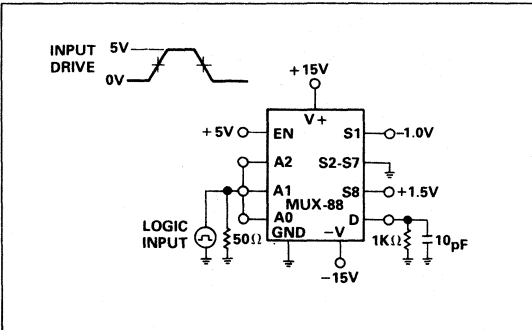 INPUT DRIVE
5V
0V
+15V
V+
+5V
EN
S1
-1.0V
A2
S2-S7
A1
S8
+1.5V
MUX-88
A0
D
LOGIC INPUT
50Ω
GND
-V
1KΩ
10pF
-15V